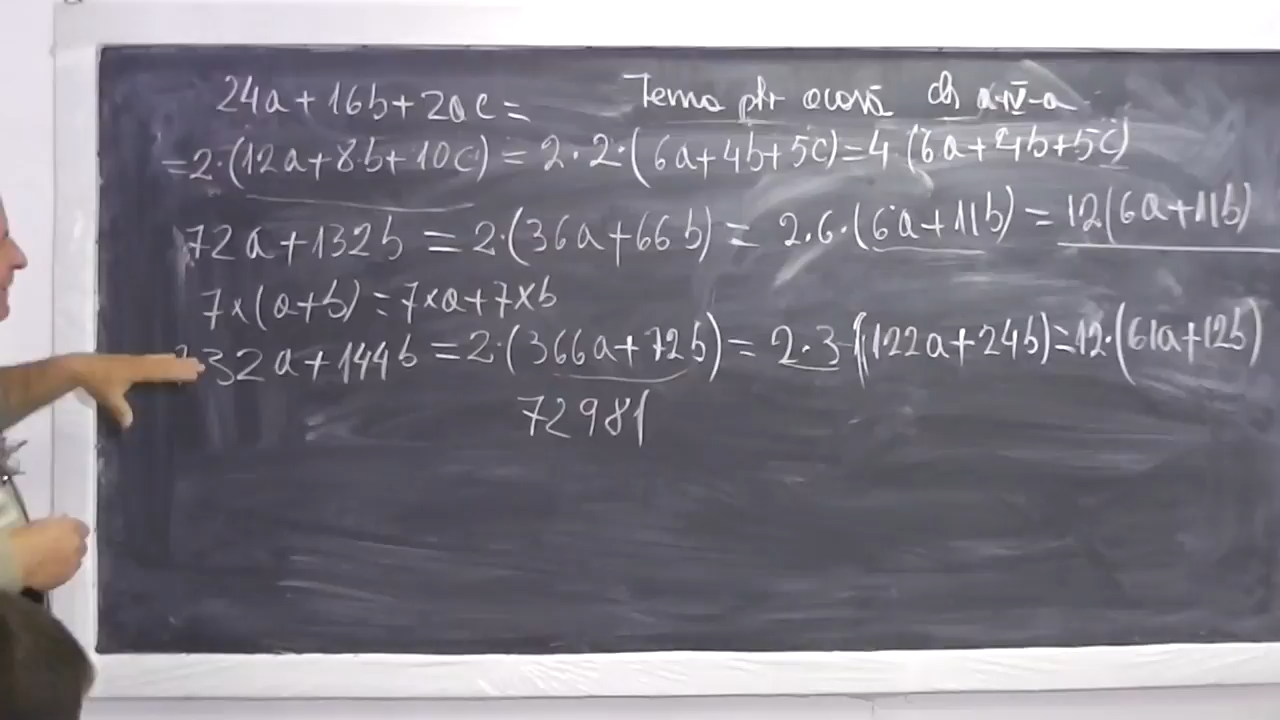 24a+16b+20c= Tema ptr acasă cls a-IV-a
=2·(12a+8b+10c)=2·2·(6a+4b+5c)=4(6a+4b+5c)
72a+132b=2·(36a+66b)=2·6·(6a+11b)=12(6a+11b)
7×(a+b)=7×a+7×b
32a+144b=2·(366a+72b)=2·3(122a+24b)=12·(61a+12b)
72981